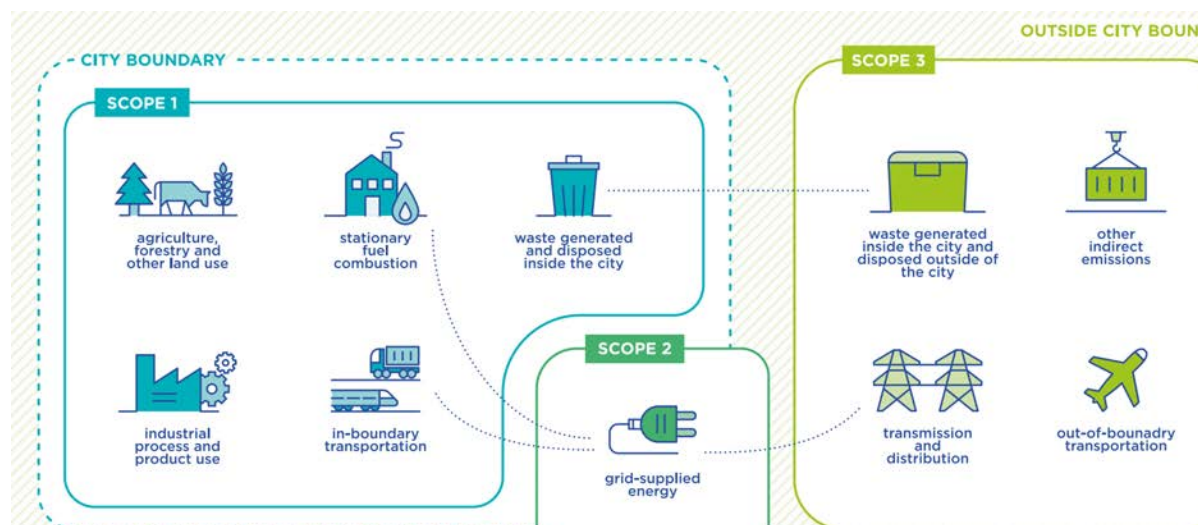 OUTSIDE CITY BOUN
CITY BOUNDARY
SCOPE 3
SCOPE 1
agriculture,
forestry and
other land use
stationary
fuel
combustion
waste generated
and disposed
inside the city
waste generated
inside the city and
disposed outside of
the city
other
indirect
emissions
SCOPE 2
industrial
process and
product use
in-boundary
transportation
grid-supplied
energy
transmission
and
distribution
out-of-bounadry
transportation